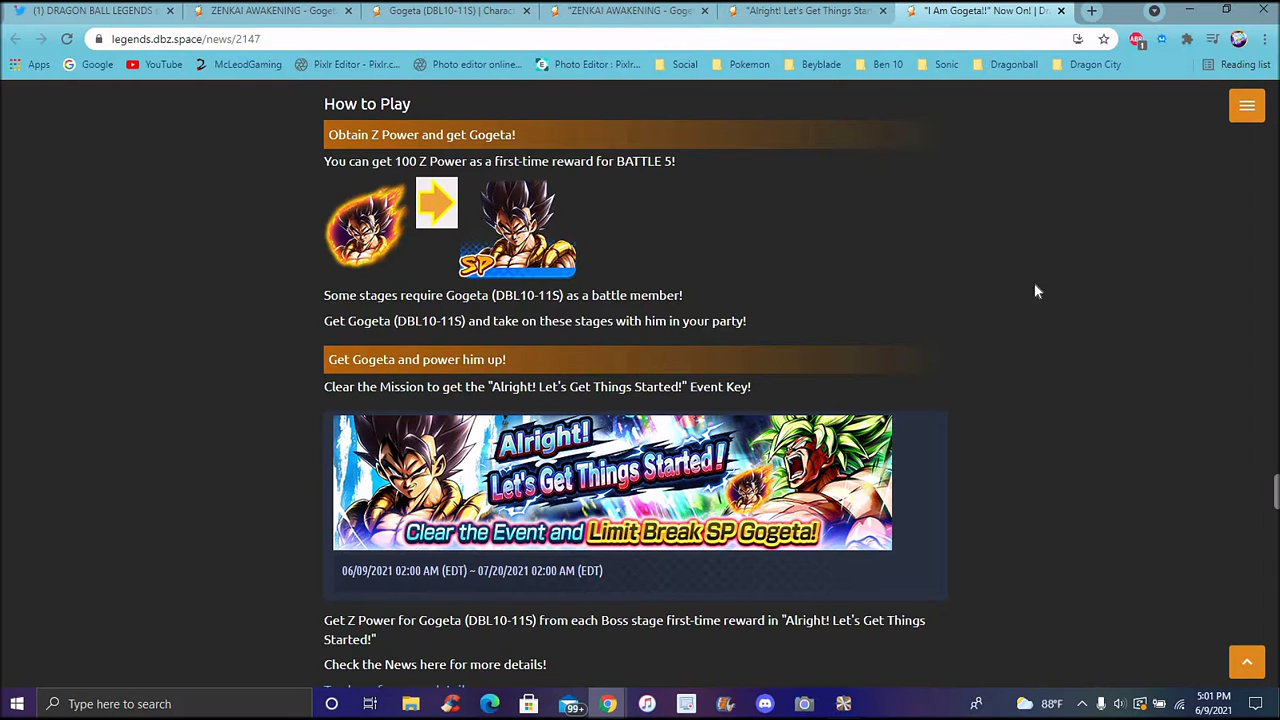 (1) DRAGON BALL LEGENDS
ZENKAI AWAKENING - Goget
Gogeta (DBL10-11S) | Charac
"ZENKAI AWAKENING - Goge
"Alright! Let's Get Things Star
"I Am Gogeta!!" Now On! | Dr
legends.dbz.space/news/2147
Apps
Google
YouTube
McLeodGaming
Pixlr Editor - Pixlr.c...
Photo editor online...
Photo Editor : Pixlr...
Social
Pokemon
Beyblade
Ben 10
Sonic
Dragonball
Dragon City
Reading list
How to Play
Obtain Z Power and get Gogeta!
You can get 100 Z Power as a first-time reward for BATTLE 5!
SP
Some stages require Gogeta (DBL10-11S) as a battle member!
Get Gogeta (DBL10-11S) and take on these stages with him in your party!
Get Gogeta and power him up!
Clear the Mission to get the "Alright! Let's Get Things Started!" Event Key!
Alright!
Let's Get Things Started!
Clear the Event and Limit Break SP Gogeta!
06/09/2021 02:00 AM (EDT) ~ 07/20/2021 02:00 AM (EDT)
Get Z Power for Gogeta (DBL10-11S) from each Boss stage first-time reward in "Alright! Let's Get Things
Started!"
Check the News here for more details!
Type here to search
99+
88°F
5:01 PM
6/9/2021